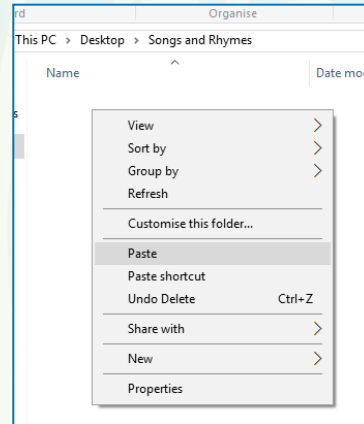 rd Organise
This PC > Desktop > Songs and Rhymes
Name Date mo
s
View
Sort by
Group by
Refresh
Customise this folder...
Paste
Paste shortcut
Undo Delete Ctrl+Z
Share with
New
Properties